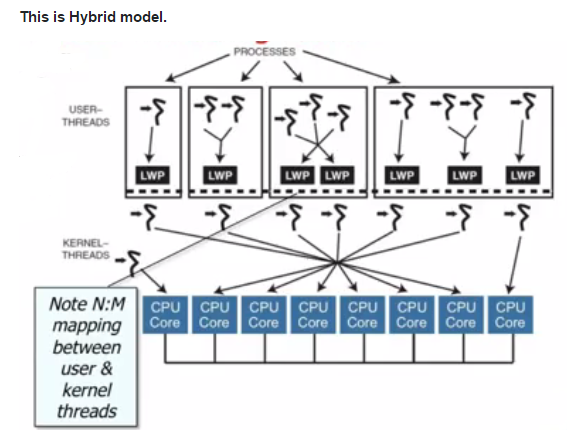 This is Hybrid model.
PROCESSES
USER–
THREADS
LWP LWP LWP LWP LWP LWP LWP
KERNEL–
THREADS
CPU Core CPU Core CPU Core CPU Core CPU Core CPU Core CPU Core CPU Core
Note N:M
mapping
between
user &
kernel
threads